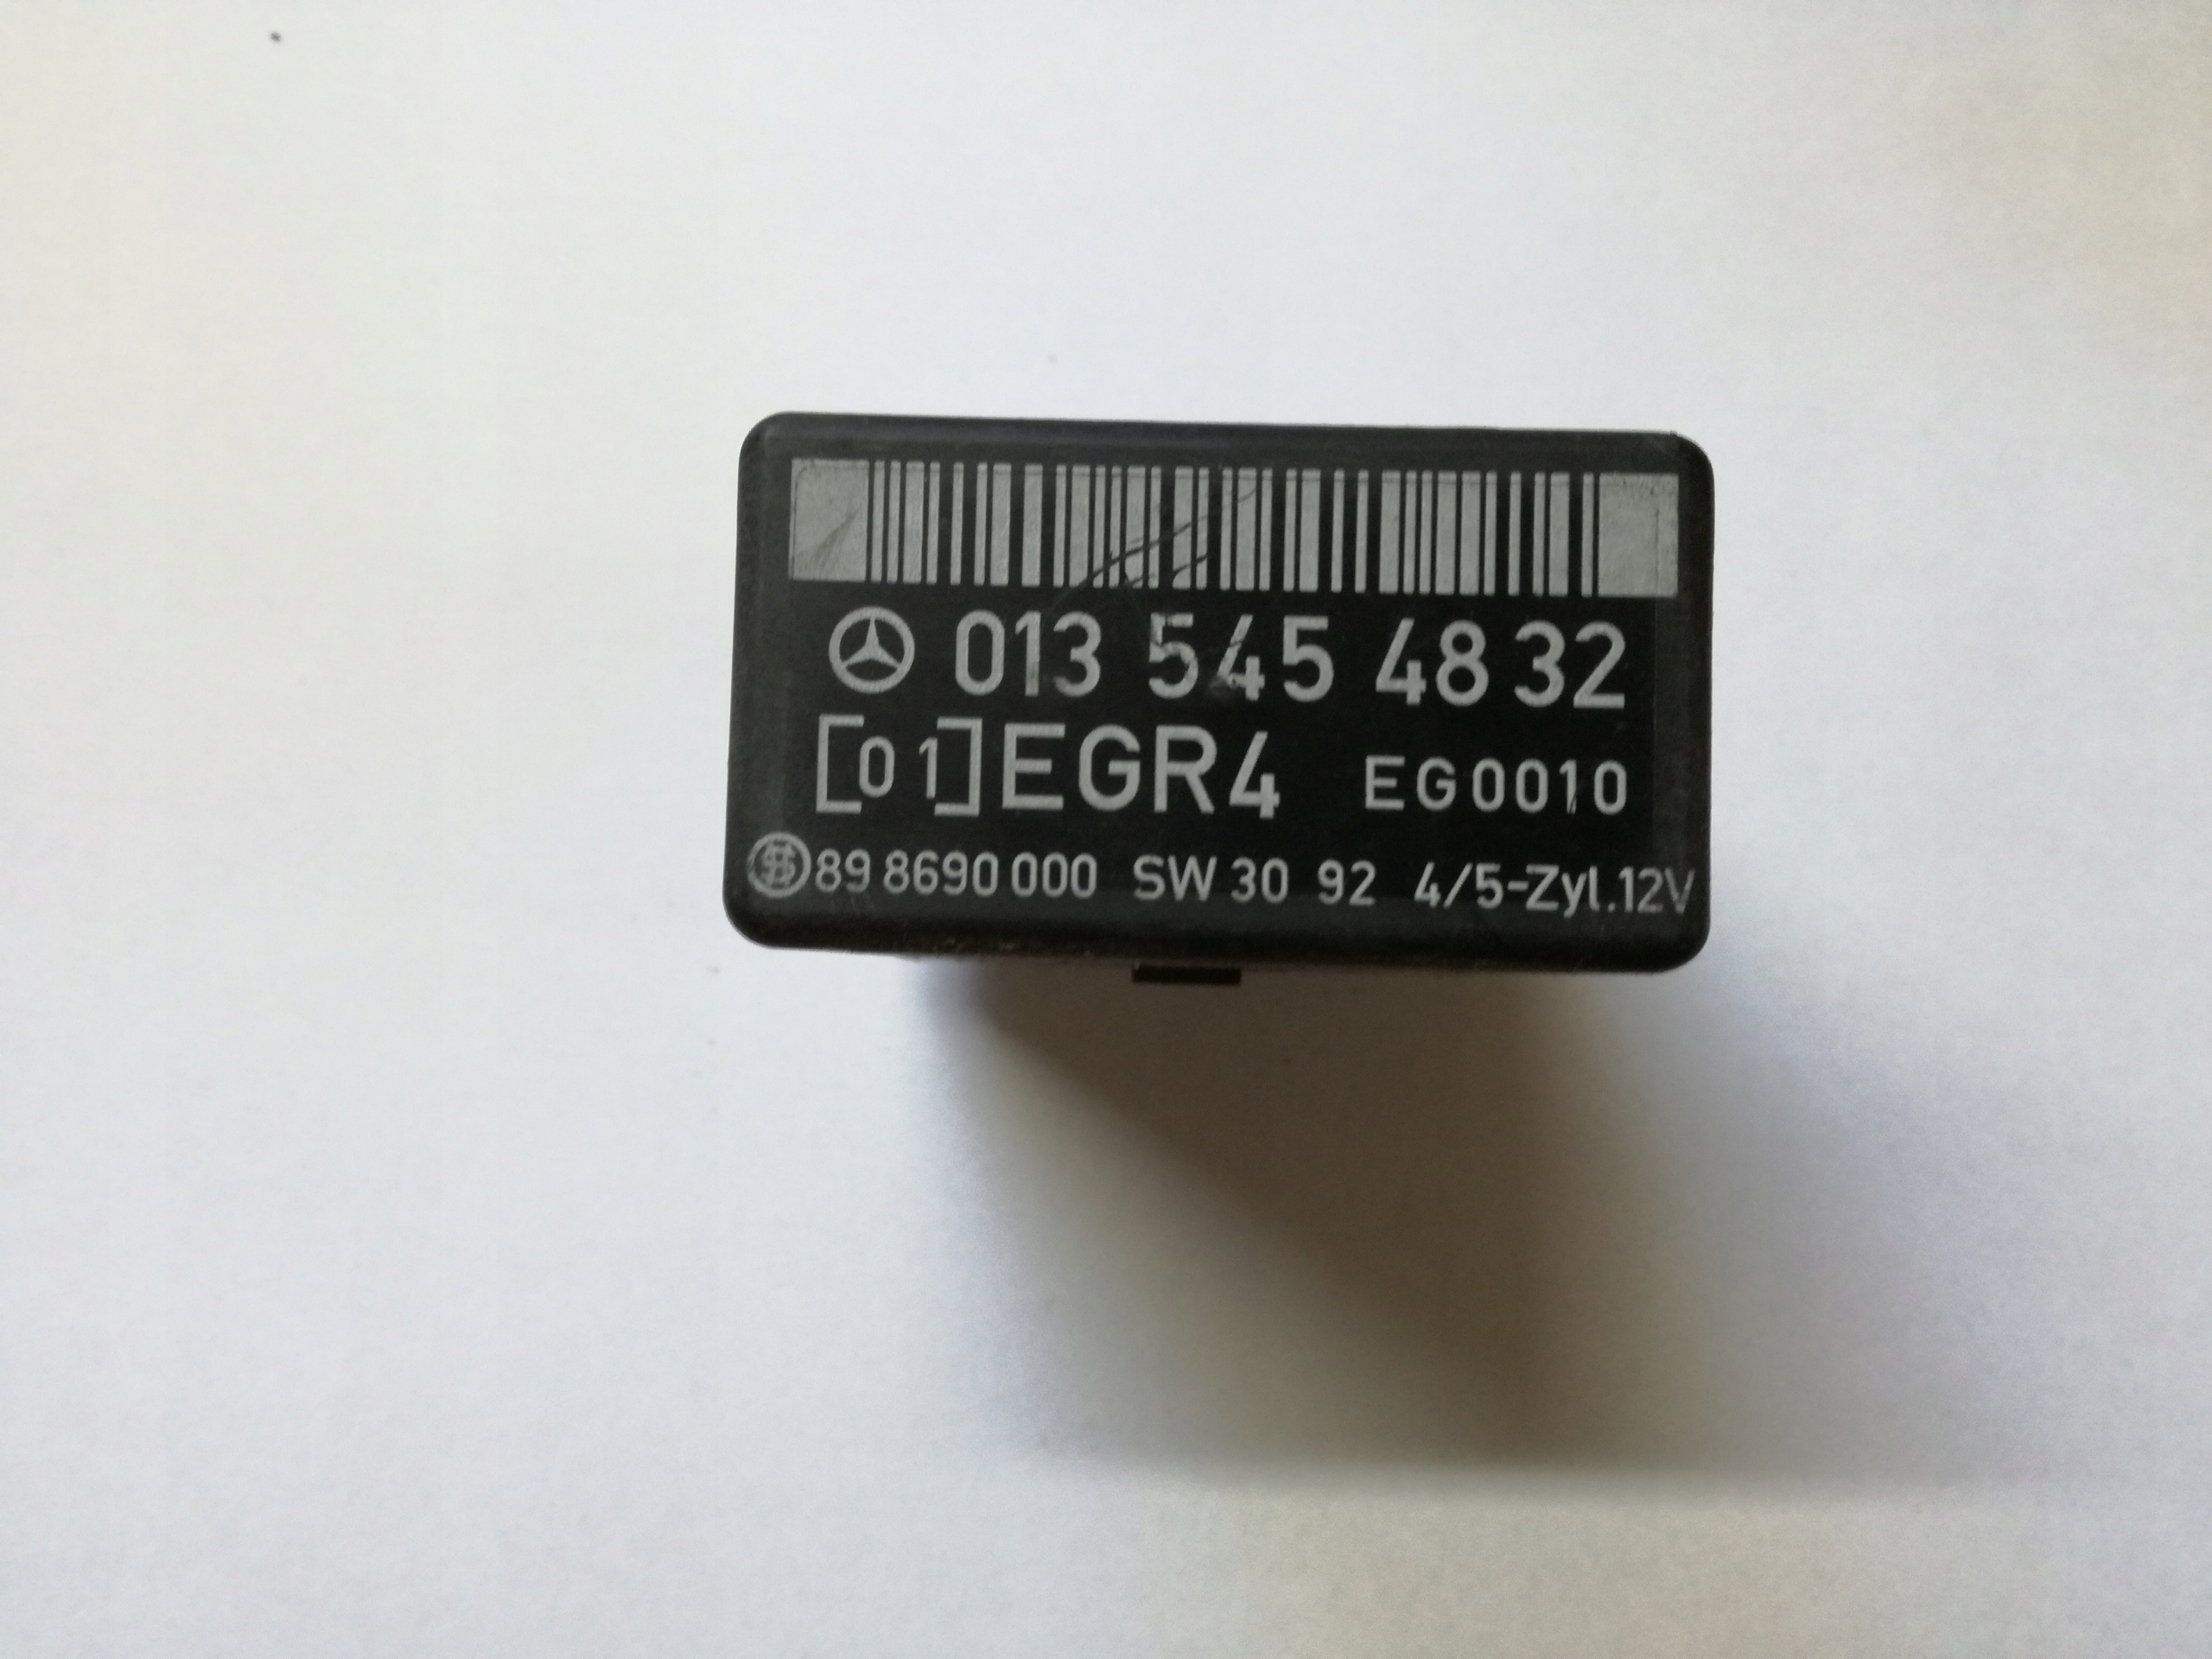 013 545 48 32
[01] EGR4 EG0010
89 8690 000 SW 30 92 4/5-Zyl.12V